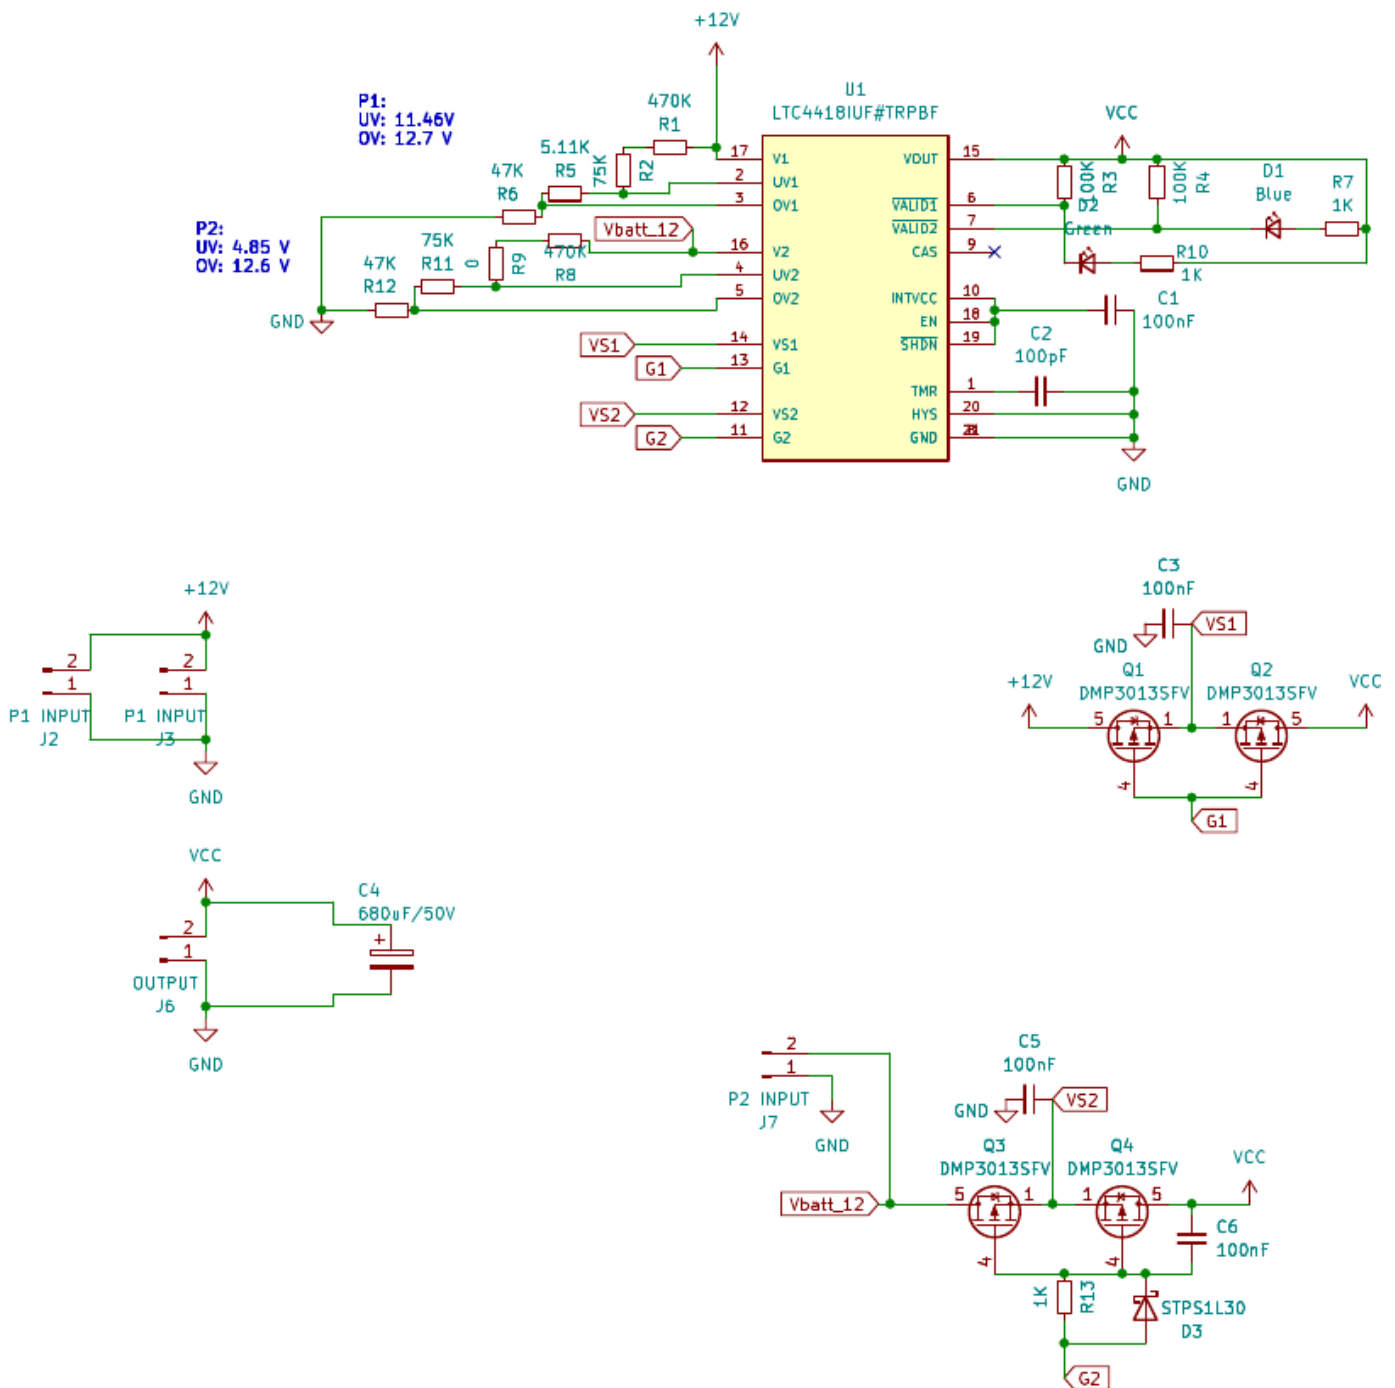 +12V
P1:
UV: 11.46V
OV: 12.7 V
470K
R1
U1
LTC4418IUF#TRPBF
VCC
5.11K
R5
75K
R2
47K
R6
17
V1
VOUT
15
2
UV1
3
OV1
VALID1
6
VALID2
7
CAS
9
100K
R3
100K
R4
D1
Blue
R7
1K
D2
Green
R10
1K
P2:
UV: 4.85 V
OV: 12.6 V
Vbatt_12
75K
R11
0
R9
470K
R8
47K
R12
GND
16
V2
4
UV2
5
OV2
INTVCC
10
EN
18
SHDN
19
C1
100nF
C2
100pF
VS1
14
VS1
G1
13
G1
VS2
12
VS2
G2
11
G2
TMR
1
HYS
20
GND
GND
+12V
2
1
P1 INPUT
J2
2
1
P1 INPUT
J3
GND
C3
100nF
GND
VS1
+12V
Q1
DMP3013SFV
Q2
DMP3013SFV
VCC
5
1
1
5
4
4
G1
VCC
C4
680uF/50V
2
1
+
OUTPUT
J6
GND
2
1
P2 INPUT
J7
GND
C5
100nF
GND
VS2
Q3
DMP3013SFV
Q4
DMP3013SFV
VCC
Vbatt_12
5
1
1
5
4
4
C6
100nF
1K
R13
STPS1L30
D3
G2